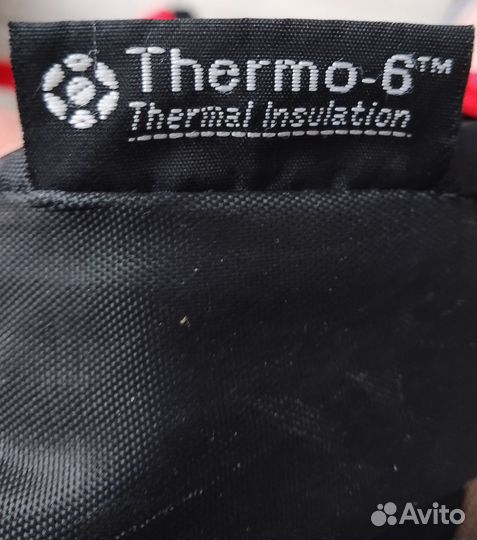 Thermo-6™
Thermal Insulation
Avito